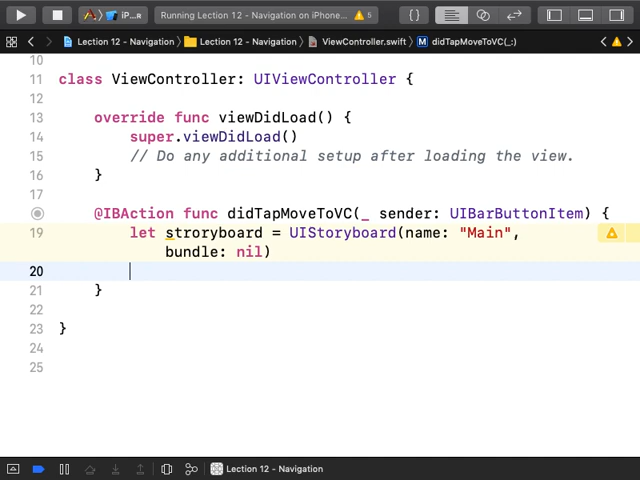 iP...R
Running Lection 12 - Navigation on iPhone...
5
Lection 12 - Navigation
Lection 12 - Navigation
ViewController.swift
M
didTapMoveToVC(_:)
10
11 class ViewController: UIViewController {
12
13 override func viewDidLoad() {
14 super.viewDidLoad()
15 // Do any additional setup after loading the view.
16 }
17
@IBAction func didTapMoveToVC(_ sender: UIBarButtonItem) {
19 let stroryboard = UIStoryboard(name: "Main",
bundle: nil)
20
21 }
22
23 }
24
25
Lection 12 - Navigation